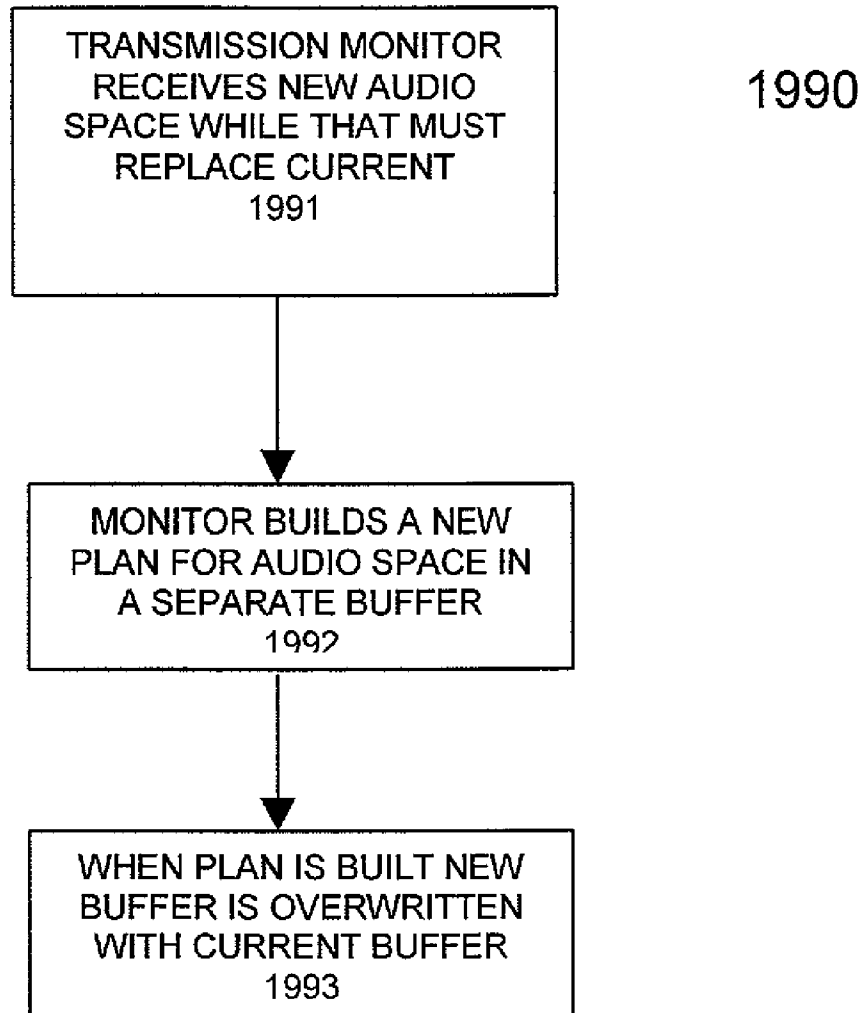 TRANSMISSION MONITOR
RECEIVES NEW AUDIO
SPACE WHILE THAT MUST
REPLACE CURRENT
1991
1990
MONITOR BUILDS A NEW
PLAN FOR AUDIO SPACE IN
A SEPARATE BUFFER
1992
WHEN PLAN IS BUILT NEW
BUFFER IS OVERWRITTEN
WITH CURRENT BUFFER
1993